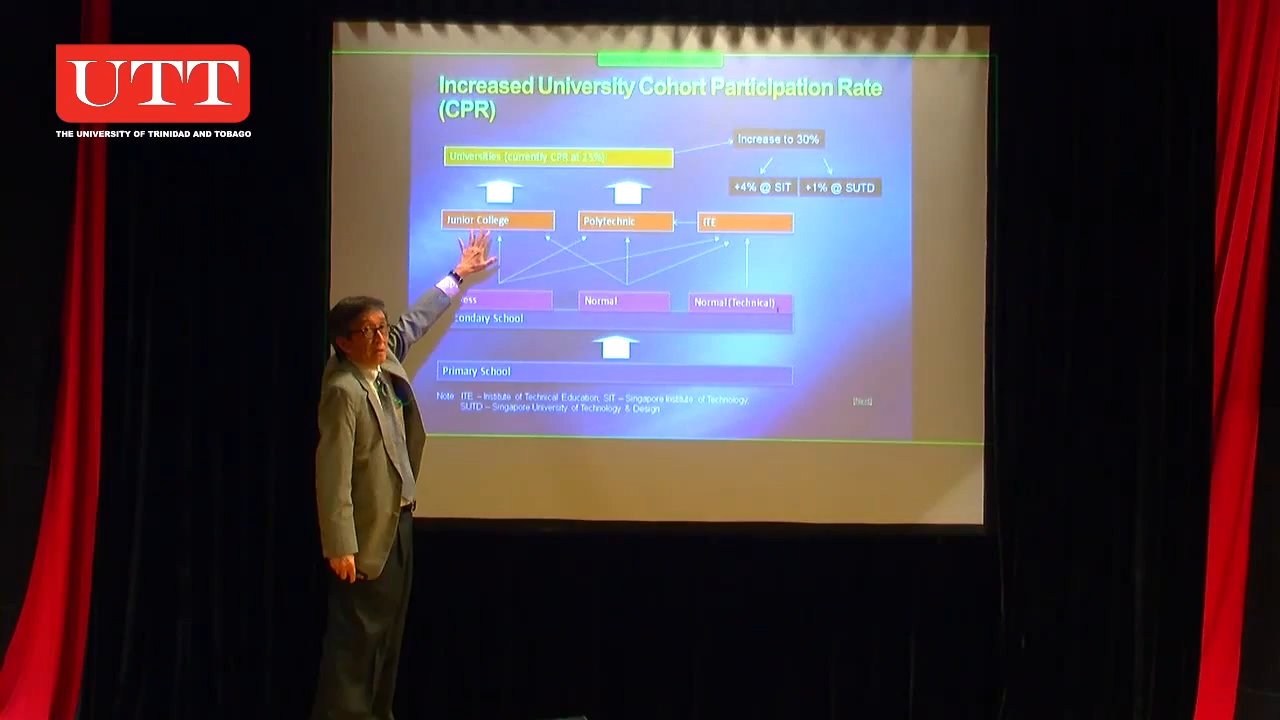 UTT
THE UNIVERSITY OF TRINIDAD AND TOBAGO
Increased University Cohort Participation Rate
(CPR)
Increase to 30%
Universities (currently CPR at 25%)
+4% @ SIT
+1% @ SUTD
Junior College
Polytechnic
ITE
Normal
Normal (Technical)
School
Primary School
Note: ITE – Institute of Technical Education, SIT – Singapore Institute of Technology,
SUTD – Singapore University of Technology & Design